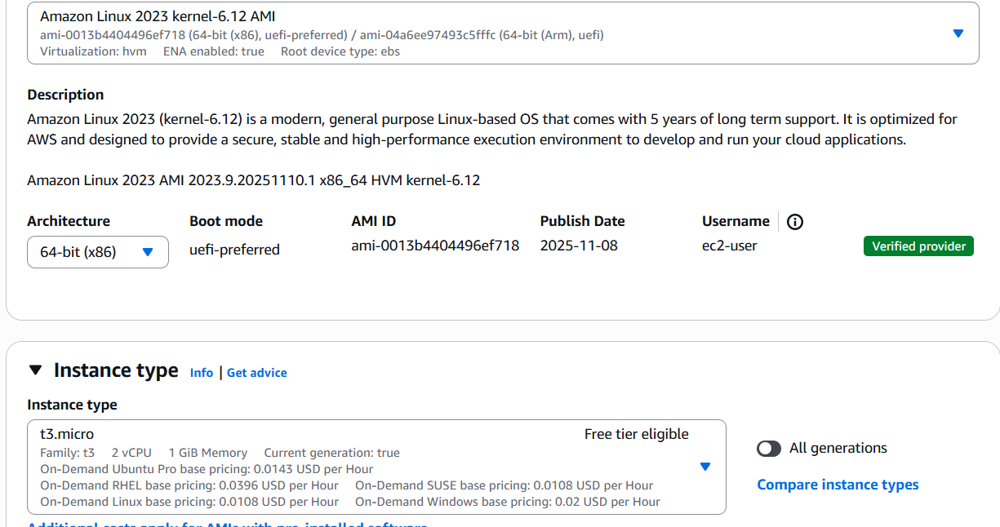 Amazon Linux 2023 kernel-6.12 AMI
ami-0013b4404496ef718 (64-bit (x86), uefi-preferred) / ami-04a6ee97493c5fffc (64-bit (Arm), uefi)
Virtualization: hvm ENA enabled: true Root device type: ebs
Description
Amazon Linux 2023 (kernel-6.12) is a modern, general purpose Linux-based OS that comes with 5 years of long term support. It is optimized for
AWS and designed to provide a secure, stable and high-performance execution environment to develop and run your cloud applications.
Amazon Linux 2023 AMI 2023.9.20251110.1 x86_64 HVM kernel-6.12
Architecture Boot mode AMI ID Publish Date Username
64-bit (x86) uefi-preferred ami-0013b4404496ef718 2025-11-08 ec2-user Verified provider
Instance type Info | Get advice
Instance type
t3.micro Free tier eligible
Family: t3 2 vCPU 1 GiB Memory Current generation: true
On-Demand Ubuntu Pro base pricing: 0.0143 USD per Hour
On-Demand RHEL base pricing: 0.0396 USD per Hour On-Demand SUSE base pricing: 0.0108 USD per Hour
On-Demand Linux base pricing: 0.0108 USD per Hour On-Demand Windows base pricing: 0.02 USD per Hour
All generations
Compare instance types
Additional costs apply for AMIs with pre-installed software